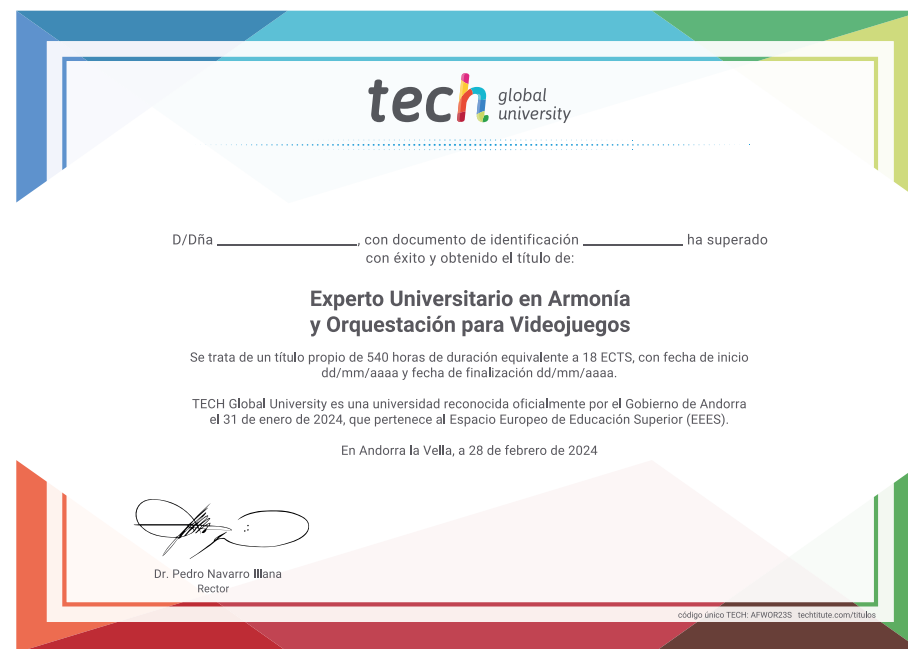 tech global university
D/Dña ____________________, con documento de identificación ______________ ha superado
con éxito y obtenido el título de:
Experto Universitario en Armonía
y Orquestación para Videojuegos
Se trata de un título propio de 540 horas de duración equivalente a 18 ECTS, con fecha de inicio
dd/mm/aaaa y fecha de finalización dd/mm/aaaa.
TECH Global University es una universidad reconocida oficialmente por el Gobierno de Andorra
el 31 de enero de 2024, que pertenece al Espacio Europeo de Educación Superior (EEES).
En Andorra la Vella, a 28 de febrero de 2024
Dr. Pedro Navarro Illana
Rector
código único TECH: AFWOR23S techtitute.com/titulos